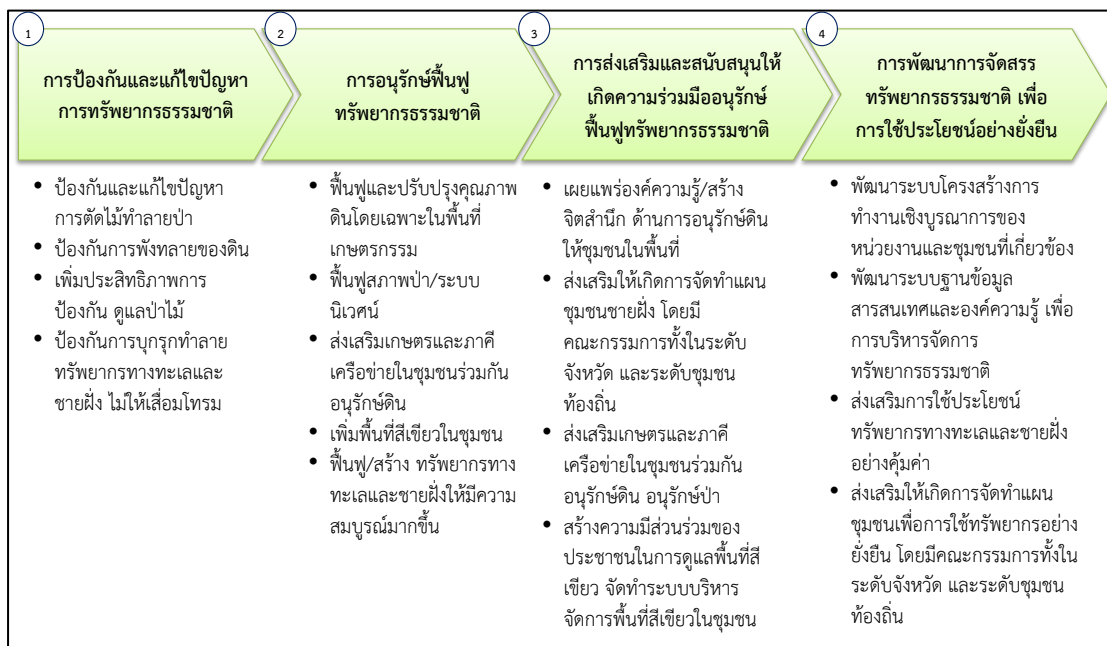 1
การป้องกันและแก้ไขปัญหา
การทรัพยากรธรรมชาติ
• ป้องกันและแก้ไขปัญหา
การตัดไม้ทำลายป่า
• ป้องกันการพังทลายของดิน
• เพิ่มประสิทธิภาพการ
ป้องกัน ดูแลป่าไม้
• ป้องกันการบุกรุกทำลาย
ทรัพยากรทางทะเลและ
ชายฝั่ง ไม่ให้เสื่อมโทรม
2
การอนุรักษ์ฟื้นฟู
ทรัพยากรธรรมชาติ
• ฟื้นฟูและปรับปรุงคุณภาพ
ดินโดยเฉพาะในพื้นที่
เกษตรกรรม
• ฟื้นฟูสภาพป่า/ระบบ
นิเวศน์
• ส่งเสริมเกษตรและภาคี
เครือข่ายในชุมชนร่วมกัน
อนุรักษ์ดิน
• เพิ่มพื้นที่สีเขียวในชุมชน
• ฟื้นฟู/สร้าง ทรัพยากรทาง
ทะเลและชายฝั่งให้มีความ
สมบูรณ์มากขึ้น
3
การส่งเสริมและสนับสนุนให้
เกิดความร่วมมืออนุรักษ์
ฟื้นฟูทรัพยากรธรรมชาติ
• เผยแพร่องค์ความรู้/สร้าง
จิตสำนึก ด้านการอนุรักษ์ดิน
ให้ชุมชนในพื้นที่
• ส่งเสริมให้เกิดการจัดทำแผน
ชุมชนชายฝั่ง โดยมี
คณะกรรมการทั้งในระดับ
จังหวัด และระดับชุมชน
ท้องถิ่น
• ส่งเสริมเกษตรและภาคี
เครือข่ายในชุมชนร่วมกัน
อนุรักษ์ดิน อนุรักษ์ป่า
• สร้างความมีส่วนร่วมของ
ประชาชนในการดูแลพื้นที่สี
เขียว จัดทำระบบบริหาร
จัดการพื้นที่สีเขียวในชุมชน
4
การพัฒนาการจัดสรร
ทรัพยากรธรรมชาติ เพื่อ
การใช้ประโยชน์อย่างยั่งยืน
• พัฒนาระบบโครงสร้างการ
ทำงานเชิงบูรณาการของ
หน่วยงานและชุมชนที่เกี่ยวข้อง
• พัฒนาระบบฐานข้อมูล
สารสนเทศและองค์ความรู้ เพื่อ
การบริหารจัดการ
ทรัพยากรธรรมชาติ
• ส่งเสริมการใช้ประโยชน์
ทรัพยากรทางทะเลและชายฝั่ง
อย่างคุ้มค่า
• ส่งเสริมให้เกิดการจัดทำแผน
ชุมชนเพื่อการใช้ทรัพยากรอย่าง
ยั่งยืน โดยมีคณะกรรมการทั้งใน
ระดับจังหวัด และระดับชุมชน
ท้องถิ่น